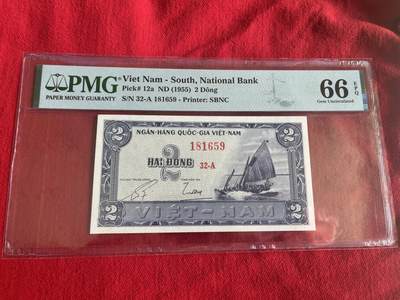 PMG
PAPER MONEY GUARANTY
Viet Nam - South, National Bank
Pick# 12a ND (1955) 2 Dông
S/N 32-A 181659 - Printer: SBNC
66 EPQ
Gem Uncirculated
NGÂN-HÀNG QUỐC-GIA VIỆT-NAM
2 181659
2
HAI ĐỒNG 32-A
2 VIỆT-NAM 2